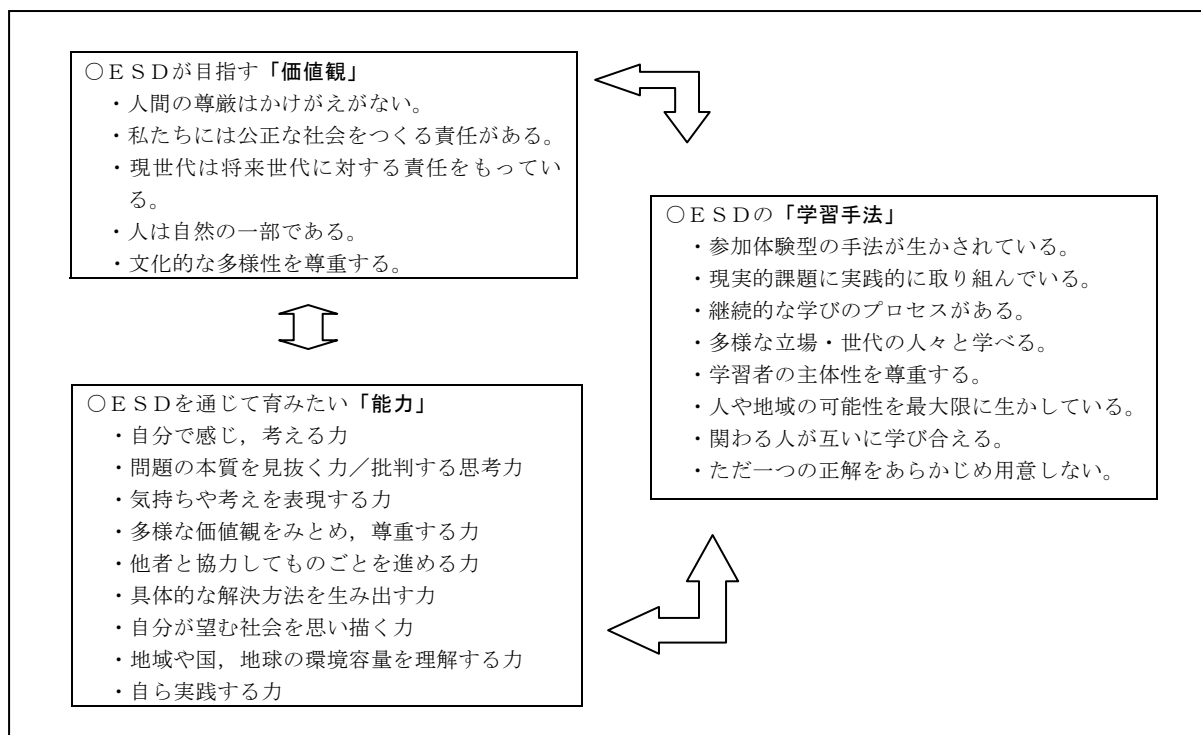 ○ＥＳＤが目指す「価値観」
・人間の尊厳はかけがえがない。
・私たちには公正な社会をつくる責任がある。
・現世代は将来世代に対する責任をもってい
る。
・人は自然の一部である。
・文化的な多様性を尊重する。
○ＥＳＤの「学習手法」
・参加体験型の手法が生かされている。
・現実的課題に実践的に取り組んでいる。
・継続的な学びのプロセスがある。
・多様な立場・世代の人々と学べる。
・学習者の主体性を尊重する。
・人や地域の可能性を最大限に生かしている。
・関わる人が互いに学び合える。
・ただ一つの正解をあらかじめ用意しない。
○ＥＳＤを通じて育みたい「能力」
・自分で感じ，考える力
・問題の本質を見抜く力／批判する思考力
・気持ちや考えを表現する力
・多様な価値観をみとめ，尊重する力
・他者と協力してものごとを進める力
・具体的な解決方法を生み出す力
・自分が望む社会を思い描く力
・地域や国，地球の環境容量を理解する力
・自ら実践する力